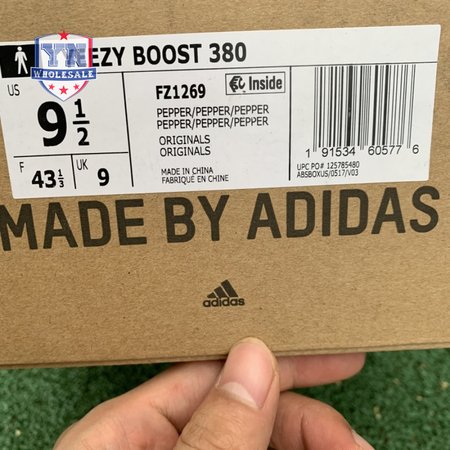 YN
WHOLESALE
EEZY BOOST 380
US
9 1/2
F
43 1/3
UK
9
FZ1269
Inside
PEPPER/PEPPER/PEPPER
PEPPER/PEPPER/PEPPER
ORIGINALS
ORIGINALS
MADE IN CHINA
FABRIQUE EN CHINE
1 91534 60577 6
UPC PO# 125785480
ABSBOXUS/0517/V03
MADE BY ADIDAS
adidas